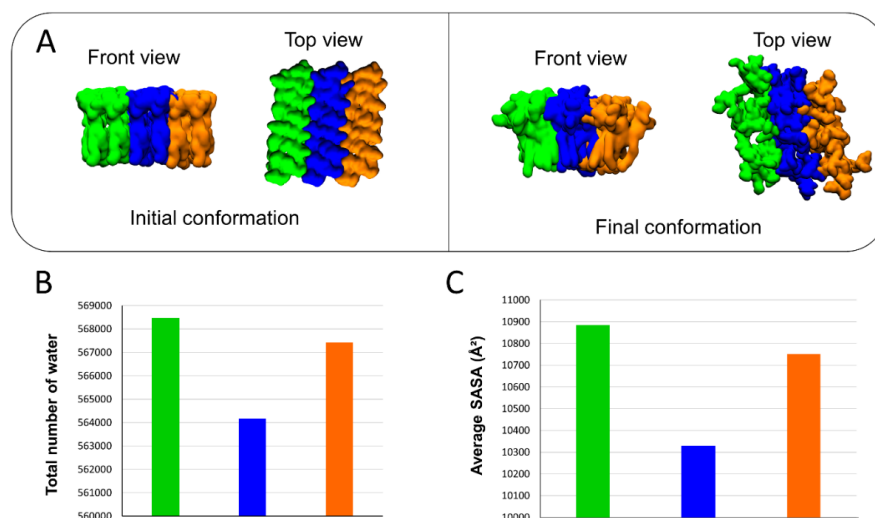 A
Front view
Top view
Initial conformation
Front view
Top view
Final conformation
B
Total number of water
569000
568000
567000
566000
565000
564000
563000
562000
561000
560000
C
Average SASA (Å²)
11000
10900
10800
10700
10600
10500
10400
10300
10200
10100
10000